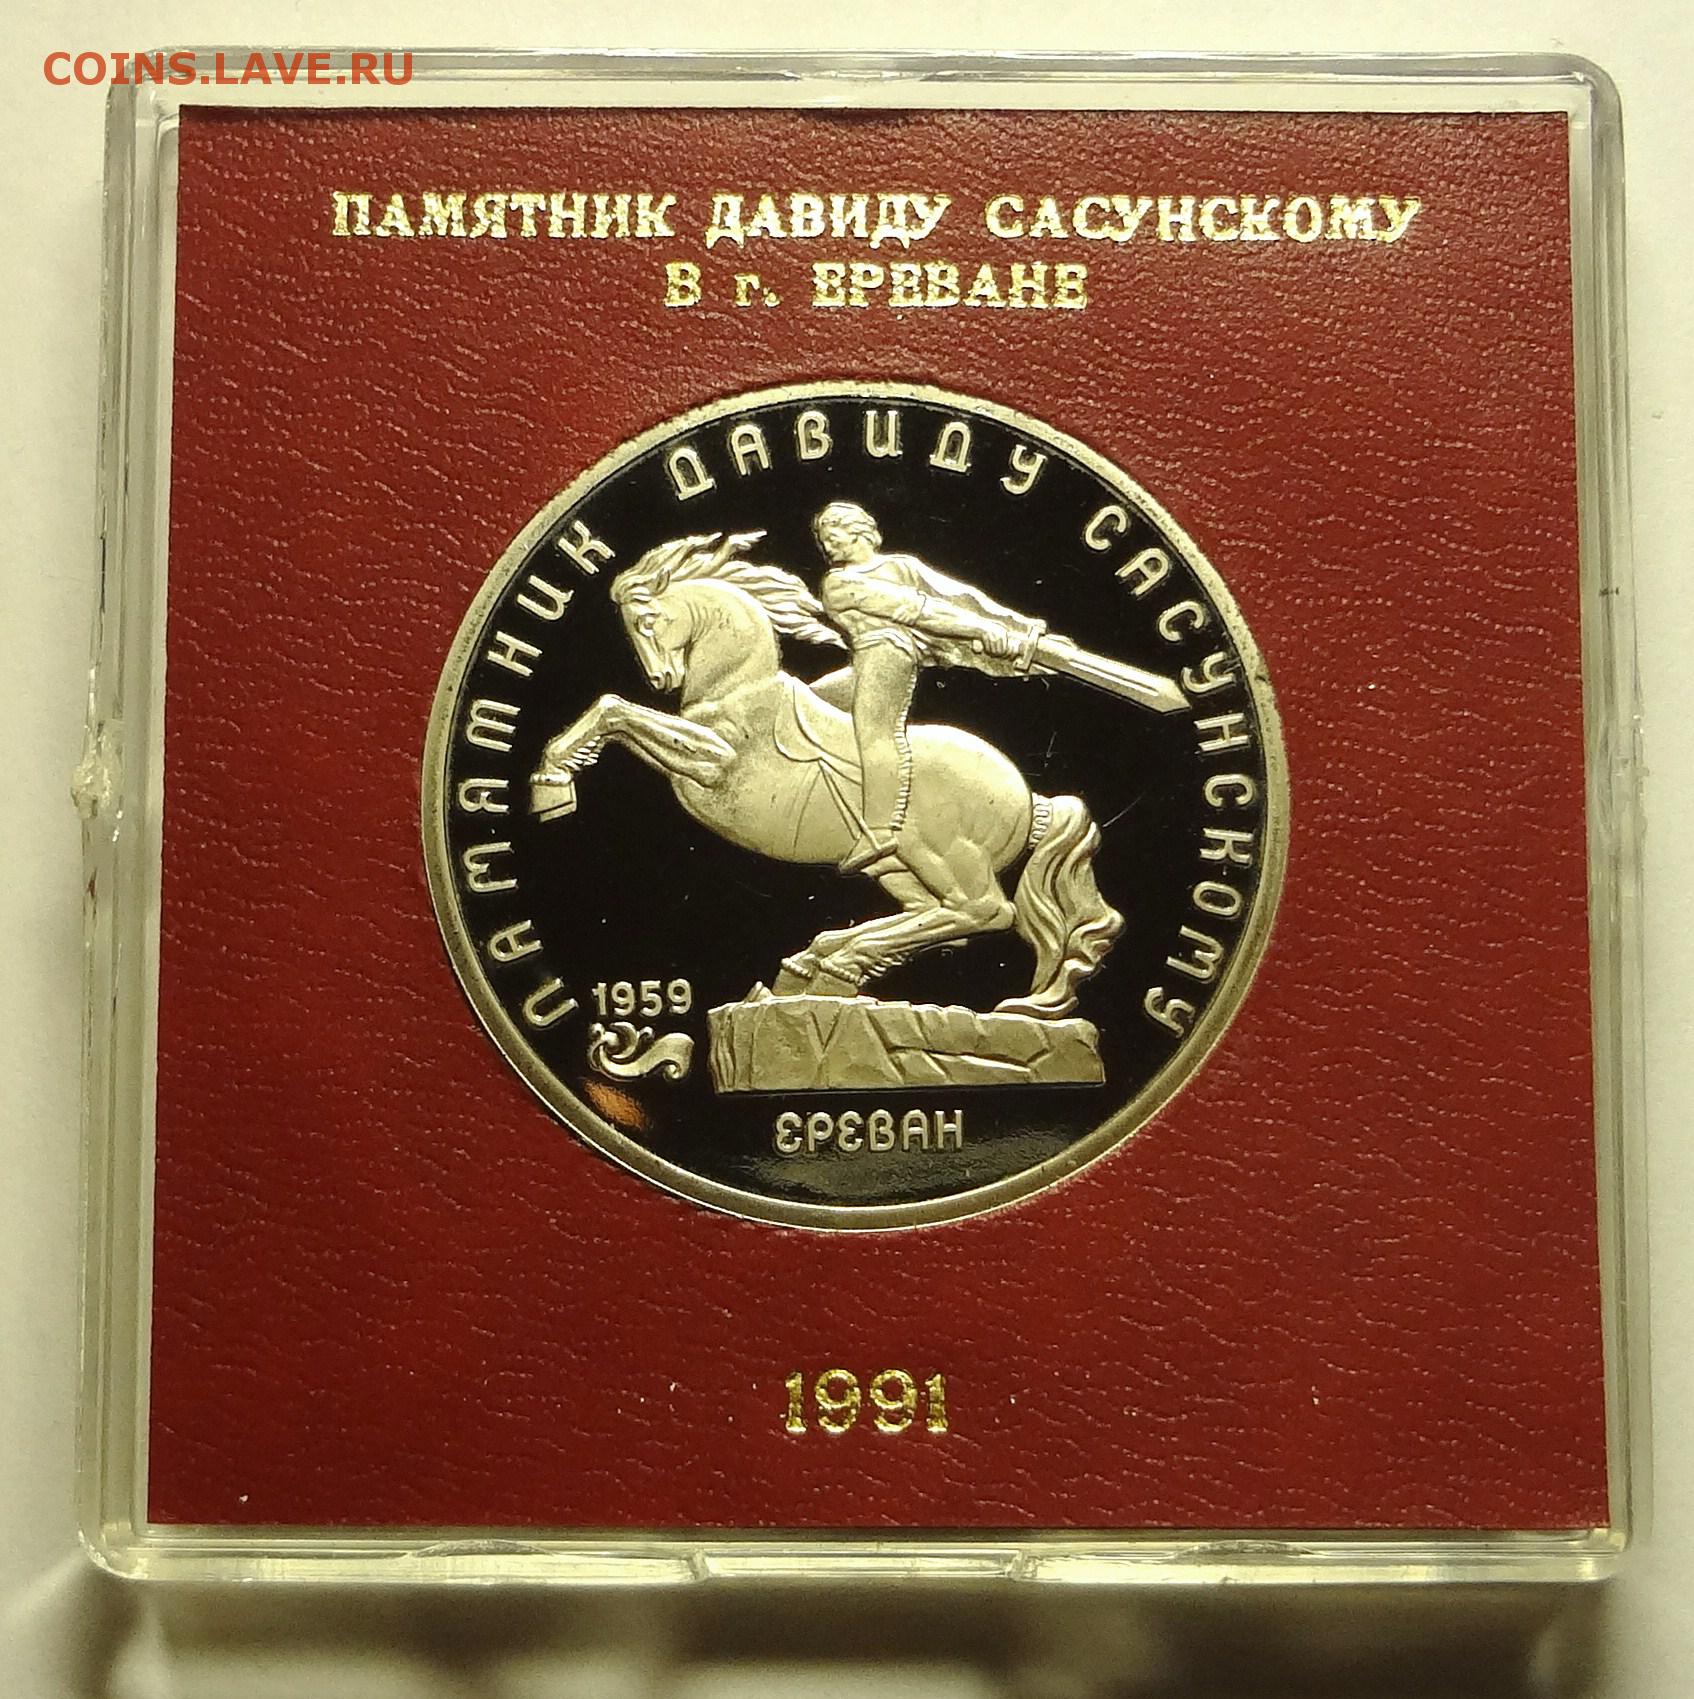 COINS.LAVE.RU
ПАМЯТНИК ДАВИДУ САСУНСКОМУ
В г. ЕРЕВАНЕ
ПАМЯТНИК ДАВИДУ САСУНСКОМУ
1959
ЕРЕВАН
1991